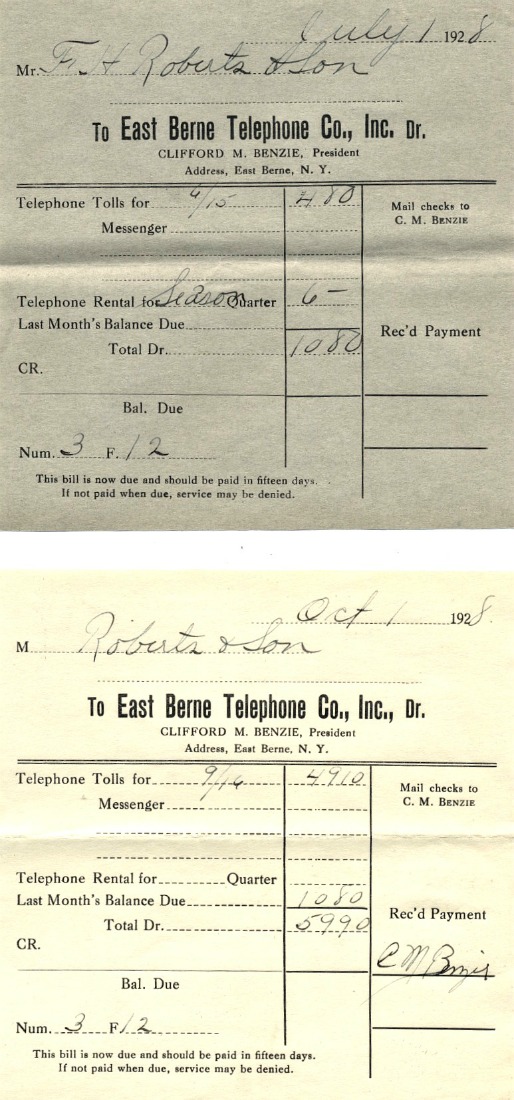 July 1 1928
Mr. F. H. Roberts & Son
To East Berne Telephone Co., Inc. Dr.
CLIFFORD M. BENZIE, President
Address, East Berne, N. Y.
Telephone Tolls for 9/15 4 80
Mail checks to
C. M. BENZIE
Messenger
Telephone Rental for Season Quarter 6 —
Last Month's Balance Due
Rec'd Payment
Total Dr. 10 80
CR.
Bal. Due
Num. 3 F. 12
This bill is now due and should be paid in fifteen days.
If not paid when due, service may be denied.
Oct 1 1928.
M Roberts & Son
To East Berne Telephone Co., Inc., Dr.
CLIFFORD M. BENZIE, President
Address, East Berne, N. Y.
Telephone Tolls for 9/16 49 10
Mail checks to
C. M. BENZIE
Messenger
Telephone Rental for Quarter
Last Month's Balance Due 10 80
Rec'd Payment
Total Dr. 59 90
CR.
C M Benzie
Bal. Due
Num. 3 F 12
This bill is now due and should be paid in fifteen days.
If not paid when due, service may be denied.